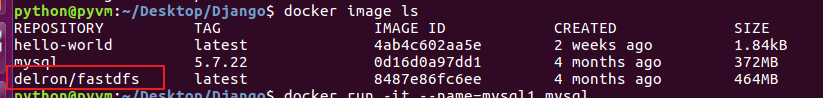 python@pyvm:~/Desktop/Django$ docker image ls
REPOSITORY TAG IMAGE ID CREATED SIZE
hello-world latest 4ab4c602aa5e 2 weeks ago 1.84kB
mysql 5.7.22 0d16d0a97dd1 4 months ago 372MB
delron/fastdfs latest 8487e86fc6ee 4 months ago 464MB
python@pyvm:~/Desktop/Django$ docker run -it --name=mysql1 mysql